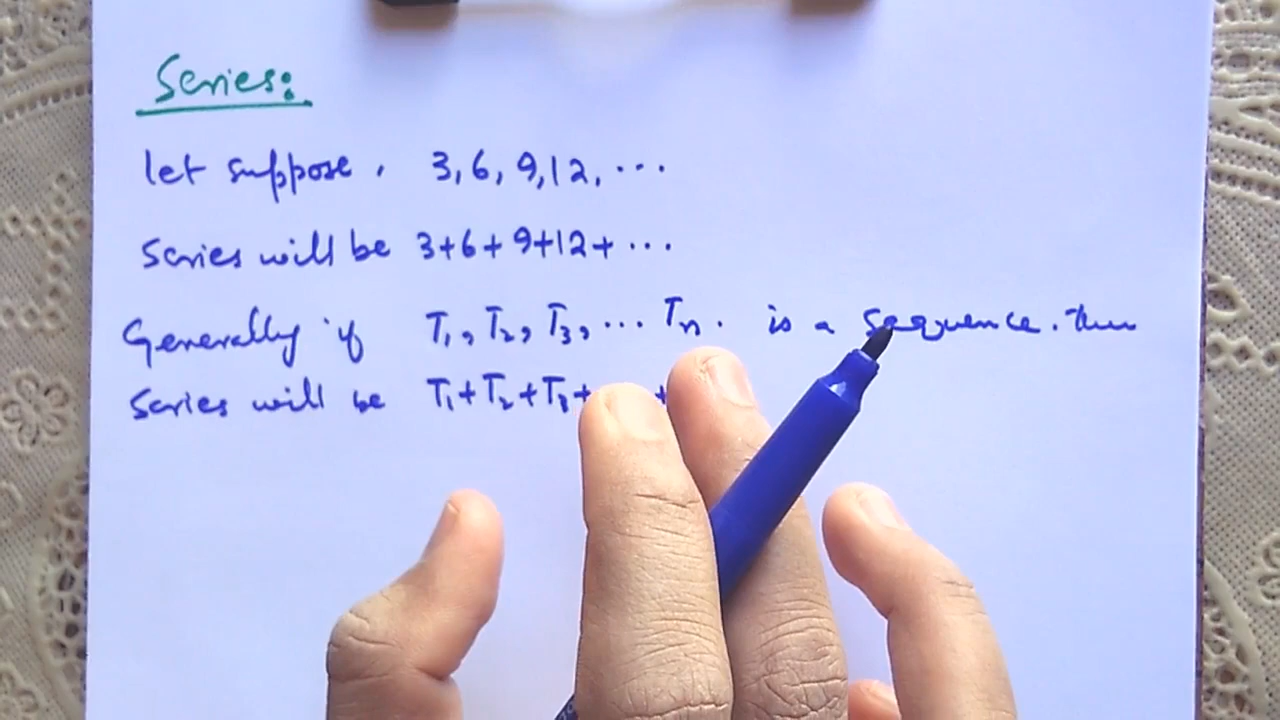 Series:
let suppose, 3, 6, 9, 12, ...
series will be 3+6+9+12+ ...
Generally if T₁, T₂, T₃, ... Tₙ. is a sequence. then
series will be T₁+T₂+T₃+ +